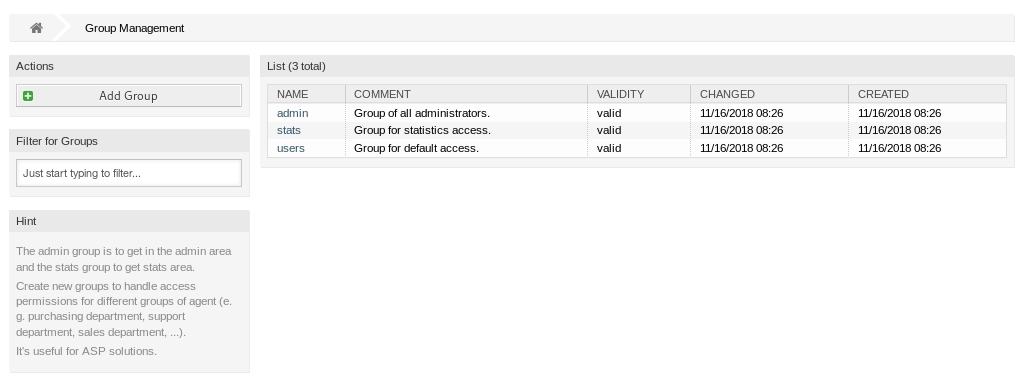 Group Management
Actions
Add Group
Filter for Groups
Just start typing to filter...
Hint
The admin group is to get in the admin area
and the stats group to get stats area.
Create new groups to handle access
permissions for different groups of agent (e.
g. purchasing department, support
department, sales department, ...).
It's useful for ASP solutions.
List (3 total)
NAME COMMENT VALIDITY CHANGED CREATED
admin Group of all administrators. valid 11/16/2018 08:26 11/16/2018 08:26
stats Group for statistics access. valid 11/16/2018 08:26 11/16/2018 08:26
users Group for default access. valid 11/16/2018 08:26 11/16/2018 08:26